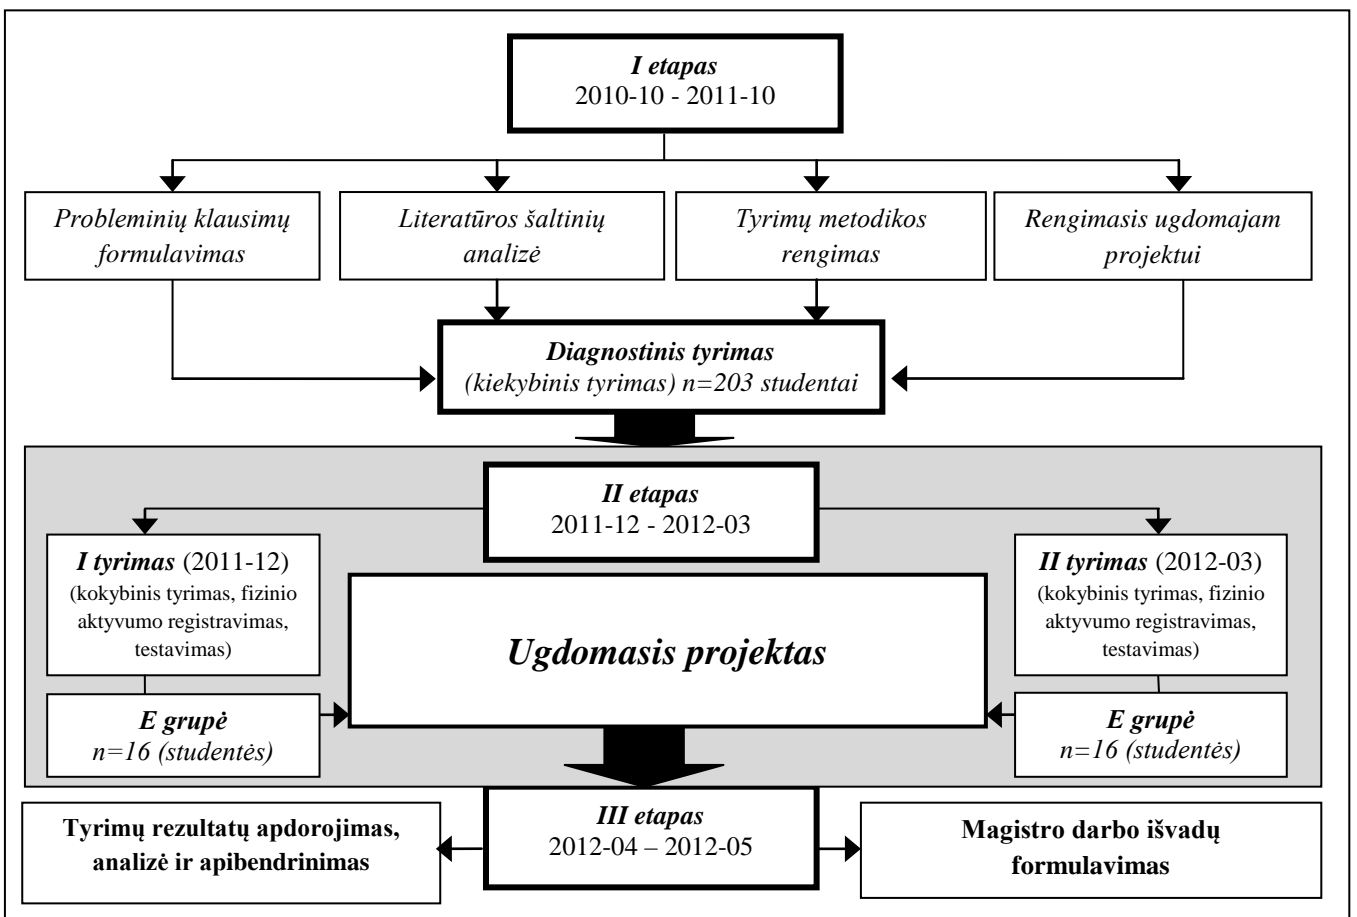 I etapas
2010-10 - 2011-10
Probleminių klausimų
formulavimas
Literatūros šaltinių
analizė
Tyrimų metodikos
rengimas
Rengimasis ugdomajam
projektui
Diagnostinis tyrimas
(kiekybinis tyrimas) n=203 studentai
II etapas
2011-12 - 2012-03
I tyrimas (2011-12)
(kokybinis tyrimas, fizinio
aktyvumo registravimas,
testavimas)
E grupė
n=16 (studentės)
Ugdomasis projektas
II tyrimas (2012-03)
(kokybinis tyrimas, fizinio
aktyvumo registravimas,
testavimas)
E grupė
n=16 (studentės)
III etapas
2012-04 – 2012-05
Tyrimų rezultatų apdorojimas,
analizė ir apibendrinimas
Magistro darbo išvadų
formulavimas